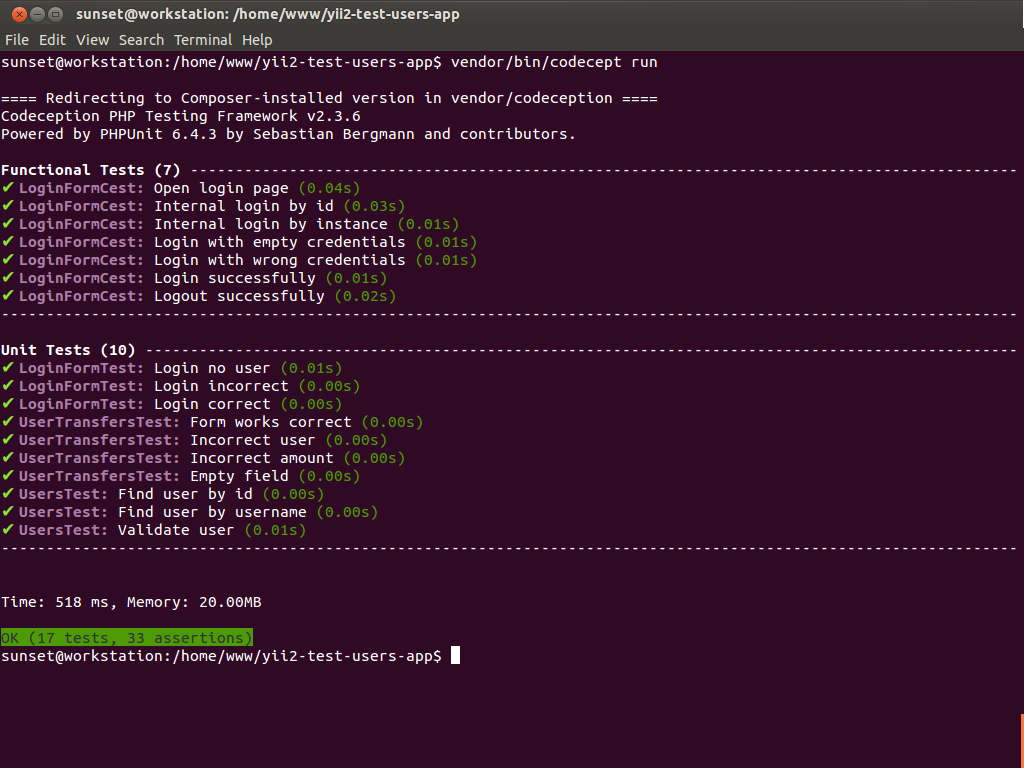 sunset@workstation: /home/www/yii2-test-users-app
File Edit View Search Terminal Help
sunset@workstation:/home/www/yii2-test-users-app$ vendor/bin/codecept run
==== Redirecting to Composer-installed version in vendor/codeception ====
Codeception PHP Testing Framework v2.3.6
Powered by PHPUnit 6.4.3 by Sebastian Bergmann and contributors.
Functional Tests (7) --------------------------------------------------------------------------------------------
✔ LoginFormCest: Open login page (0.04s)
✔ LoginFormCest: Internal login by id (0.03s)
✔ LoginFormCest: Internal login by instance (0.01s)
✔ LoginFormCest: Login with empty credentials (0.01s)
✔ LoginFormCest: Login with wrong credentials (0.01s)
✔ LoginFormCest: Login successfully (0.01s)
✔ LoginFormCest: Logout successfully (0.02s)
-----------------------------------------------------------------------------------------------------------------
Unit Tests (10) -------------------------------------------------------------------------------------------------
✔ LoginFormTest: Login no user (0.01s)
✔ LoginFormTest: Login incorrect (0.00s)
✔ LoginFormTest: Login correct (0.00s)
✔ UserTransfersTest: Form works correct (0.00s)
✔ UserTransfersTest: Incorrect user (0.00s)
✔ UserTransfersTest: Incorrect amount (0.00s)
✔ UserTransfersTest: Empty field (0.00s)
✔ UsersTest: Find user by id (0.00s)
✔ UsersTest: Find user by username (0.00s)
✔ UsersTest: Validate user (0.01s)
-----------------------------------------------------------------------------------------------------------------
Time: 518 ms, Memory: 20.00MB
OK (17 tests, 33 assertions)
sunset@workstation:/home/www/yii2-test-users-app$